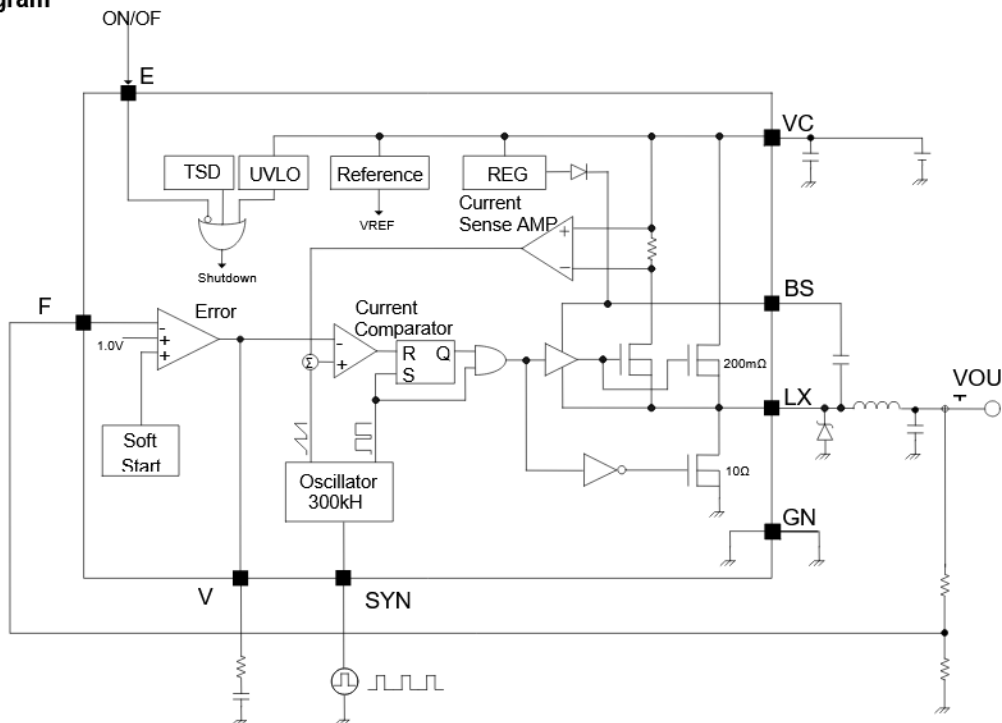 gram
ON/OF
E
VC
TSD
UVLO
Reference
REG
VREF
Current
Sense AMP
Shutdown
F
Error
Current
Comparator
BS
1.0V
-
+
+
-
+
+
-
Σ
R
Q
S
200mΩ
LX
VOU
Soft
Start
Oscillator
300kH
10Ω
GN
V
SYN